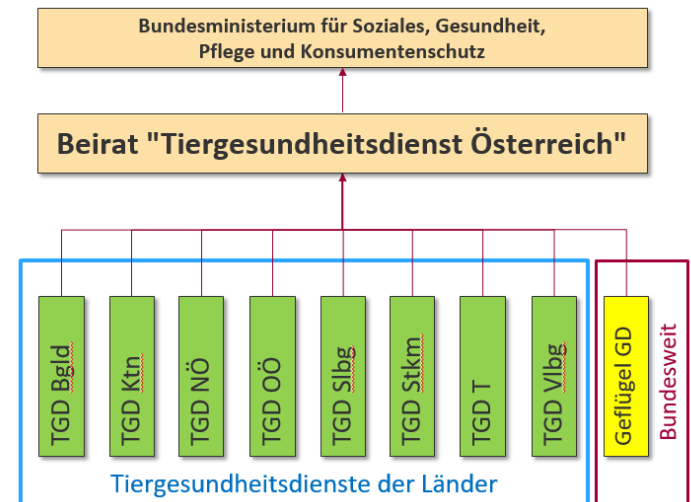 Bundesministerium für Soziales, Gesundheit,
Pflege und Konsumentenschutz
Beirat "Tiergesundheitsdienst Österreich"
TGD Bgld
TGD Ktn
TGD NÖ
TGD OÖ
TGD Slbg
TGD Stkm
TGD T
TGD Vlbg
Geflügel GD
Bundesweit
Tiergesundheitsdienste der Länder